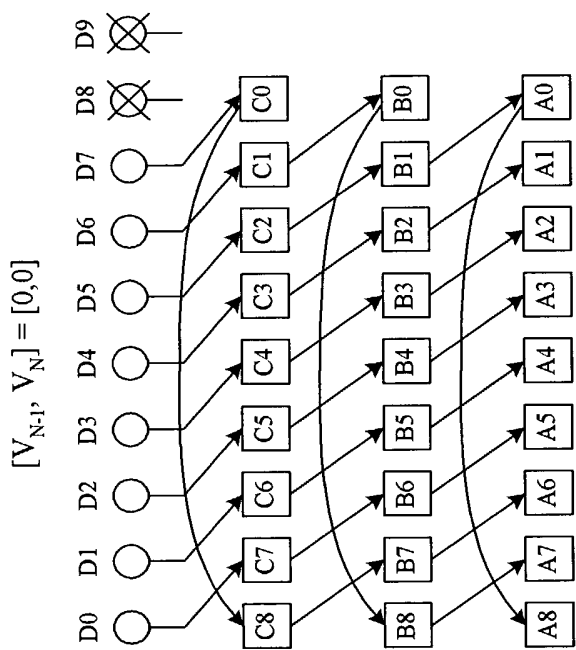 [V_{N-1}, V_N] = [0,0]
D0 D1 D2 D3 D4 D5 D6 D7 D8 D9
C8 C7 C6 C5 C4 C3 C2 C1 C0
B8 B7 B6 B5 B4 B3 B2 B1 B0
A8 A7 A6 A5 A4 A3 A2 A1 A0